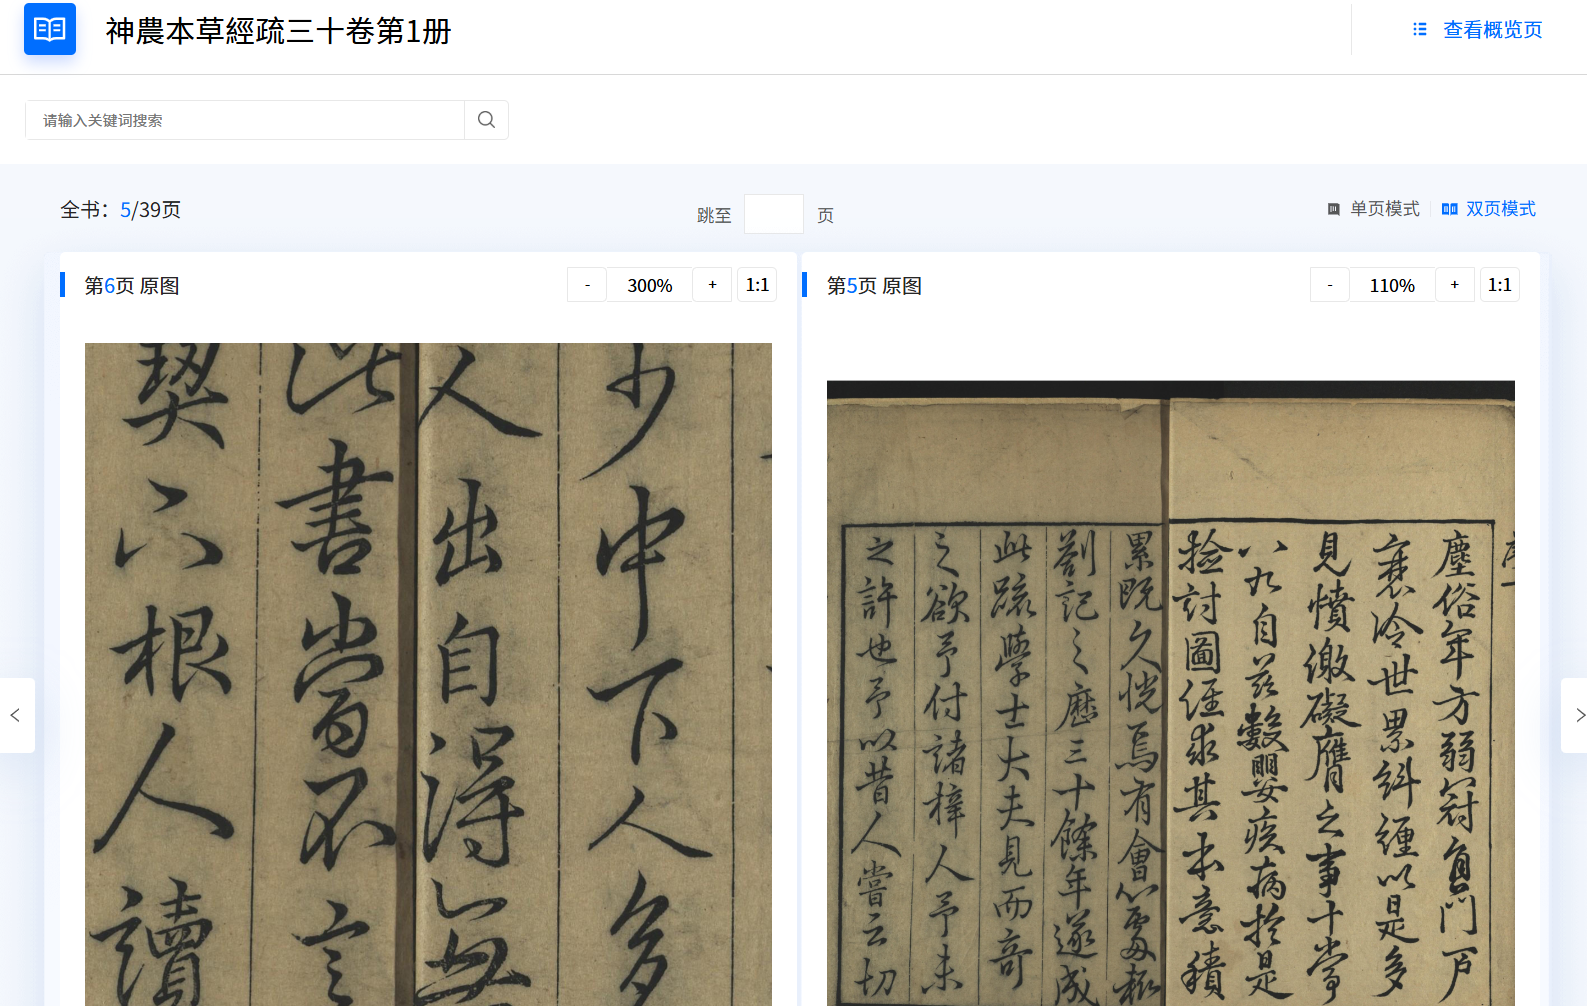 神農本草經疏三十卷第1册
查看概览页
请输入关键词搜索
全书：5/39页
跳至
页
单页模式
双页模式
第6页 原图
-
300%
+
1:1
少中下人多
人出自得無
此書當不言
契六根人讀
第5页 原图
-
110%
+
1:1
塵俗年方弱冠負門戶
衰冷世累糾纏以是多
見憤激礙膺之事十常
八九自茲數嬰疾病於是
撿討圖經求其本意積
累既久恍焉有會心處輒
劄記之歷三十餘年遂成
此疏學士大夫見而奇
之欲予付諸梓人予未
之許也予以昔人嘗云切